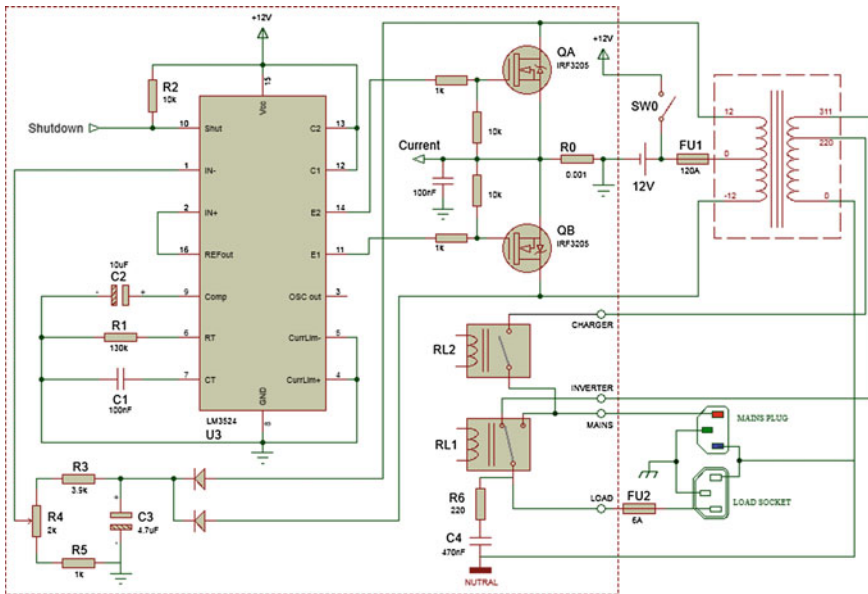 +12V
R2
10k
Shutdown
10
Shut
15
Vcc
C2
13
1
IN-
C1
12
2
IN+
E2
14
16
REFout
E1
11
10uF
C2
-
+
9
Comp
OSC out
3
R1
130k
6
RT
CurrLim-
5
C1
100nF
7
CT
CurrLim+
4
GND
8
LM3524
U3
R3
3.9k
R4
2k
R5
1k
+
C3
4.7uF
-
QA
IRF3205
1k
10k
Current
100nF
10k
R0
0.001
1k
QB
IRF3205
+12V
SW0
12V
FU1
120A
12
0
-12
311
220
0
CHARGER
RL2
INVERTER
MAINS
RL1
MAINS PLUG
R6
220
LOAD
FU2
6A
LOAD SOCKET
C4
470nF
NUTRAL